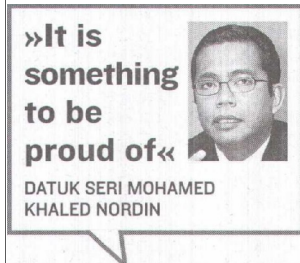 »It is
something
to be
proud of«
DATUK SERI MOHAMED
KHALED NORDIN